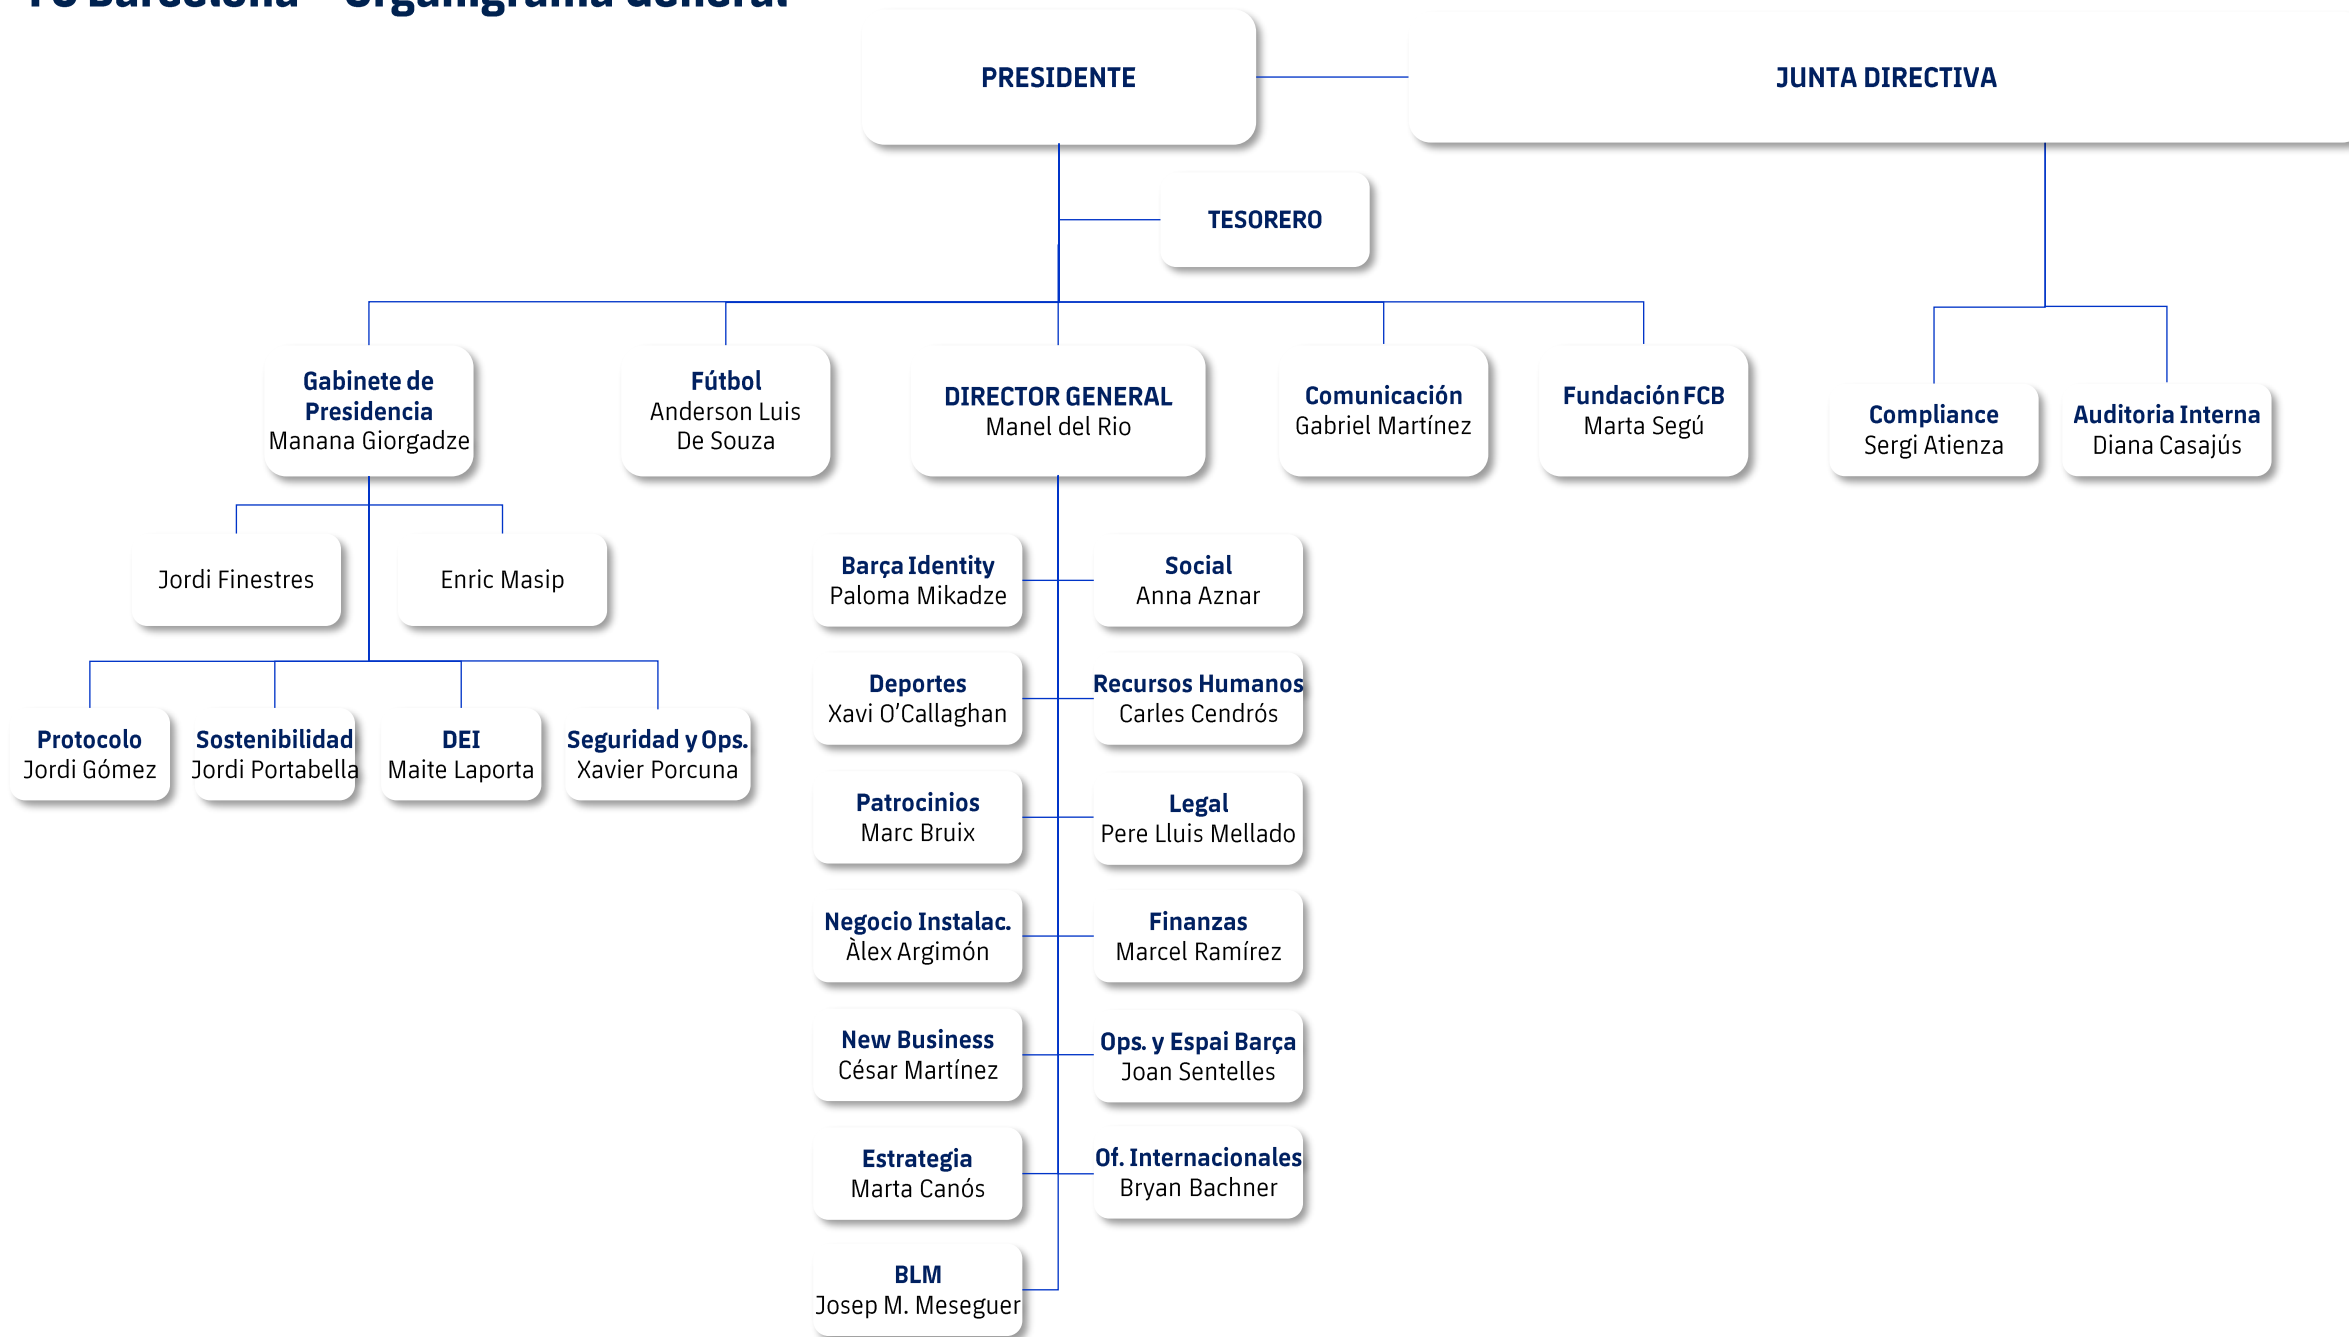 FC Barcelona – Organigrama General
PRESIDENTE
JUNTA DIRECTIVA
TESORERO
Gabinete de
Presidencia
Manana Giorgadze
Fútbol
Anderson Luis
De Souza
DIRECTOR GENERAL
Manel del Rio
Comunicación
Gabriel Martínez
Fundación FCB
Marta Segú
Compliance
Sergi Atienza
Auditoria Interna
Diana Casajús
Jordi Finestres
Enric Masip
Protocolo
Jordi Gómez
Sostenibilidad
Jordi Portabella
DEI
Maite Laporta
Seguridad y Ops.
Xavier Porcuna
Barça Identity
Paloma Mikadze
Social
Anna Aznar
Deportes
Xavi O’Callaghan
Recursos Humanos
Carles Cendrós
Patrocinios
Marc Bruix
Legal
Pere Lluis Mellado
Negocio Instalac.
Àlex Argimón
Finanzas
Marcel Ramírez
New Business
César Martínez
Ops. y Espai Barça
Joan Sentelles
Estrategia
Marta Canós
Of. Internacionales
Bryan Bachner
BLM
Josep M. Meseguer